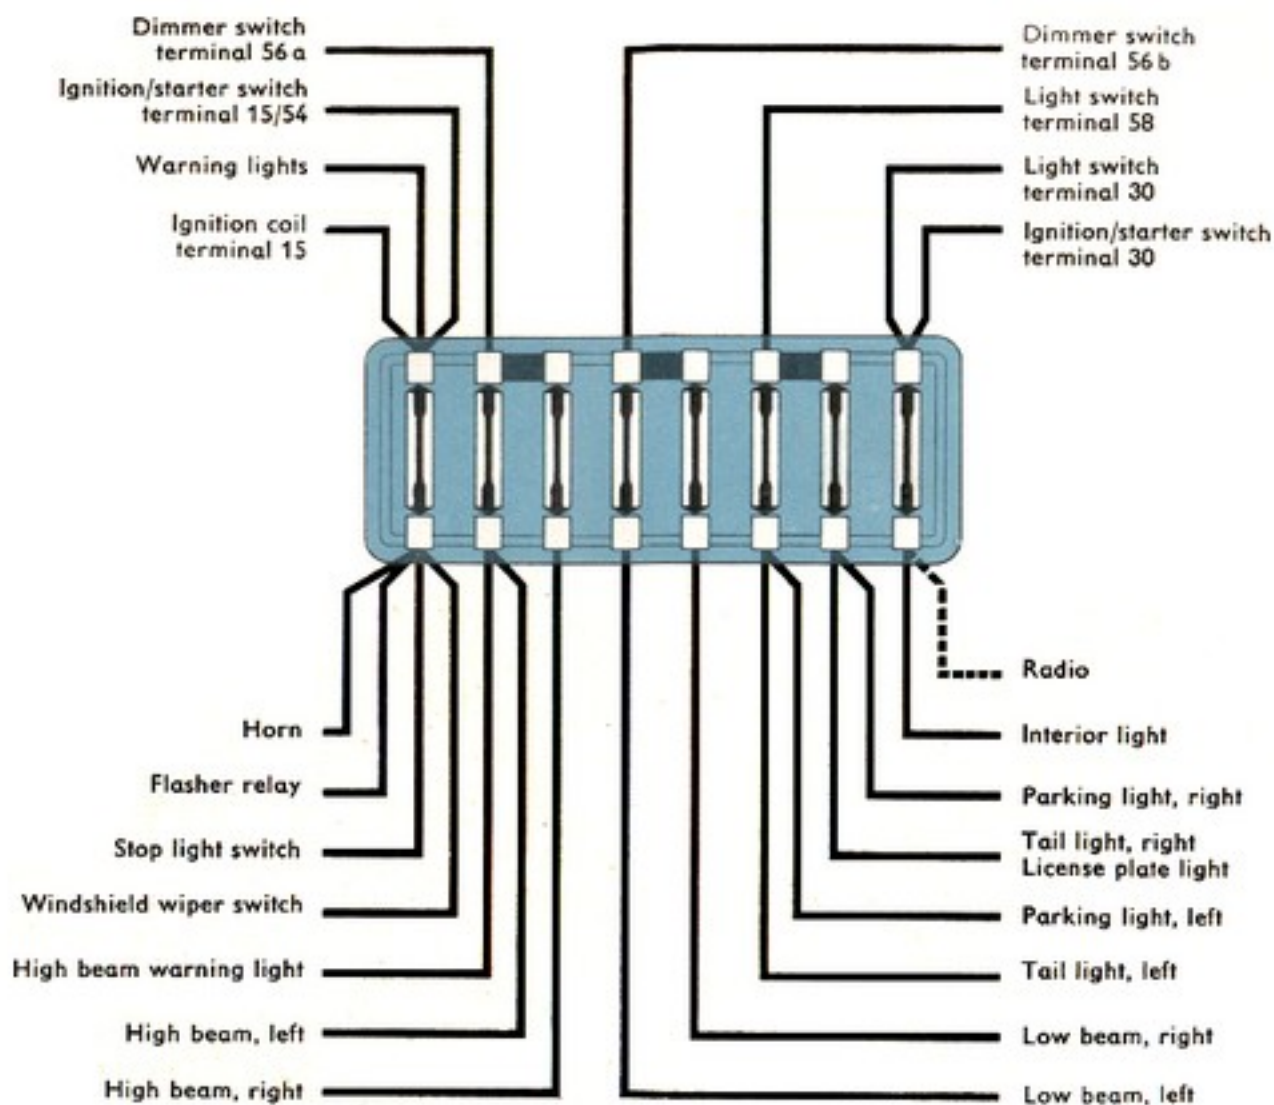 Dimmer switch
terminal 56 a
Ignition/starter switch
terminal 15/54
Warning lights
Ignition coil
terminal 15
Dimmer switch
terminal 56 b
Light switch
terminal 58
Light switch
terminal 30
Ignition/starter switch
terminal 30
Horn
Flasher relay
Stop light switch
Windshield wiper switch
High beam warning light
High beam, left
High beam, right
Radio
Interior light
Parking light, right
Tail light, right
License plate light
Parking light, left
Tail light, left
Low beam, right
Low beam, left